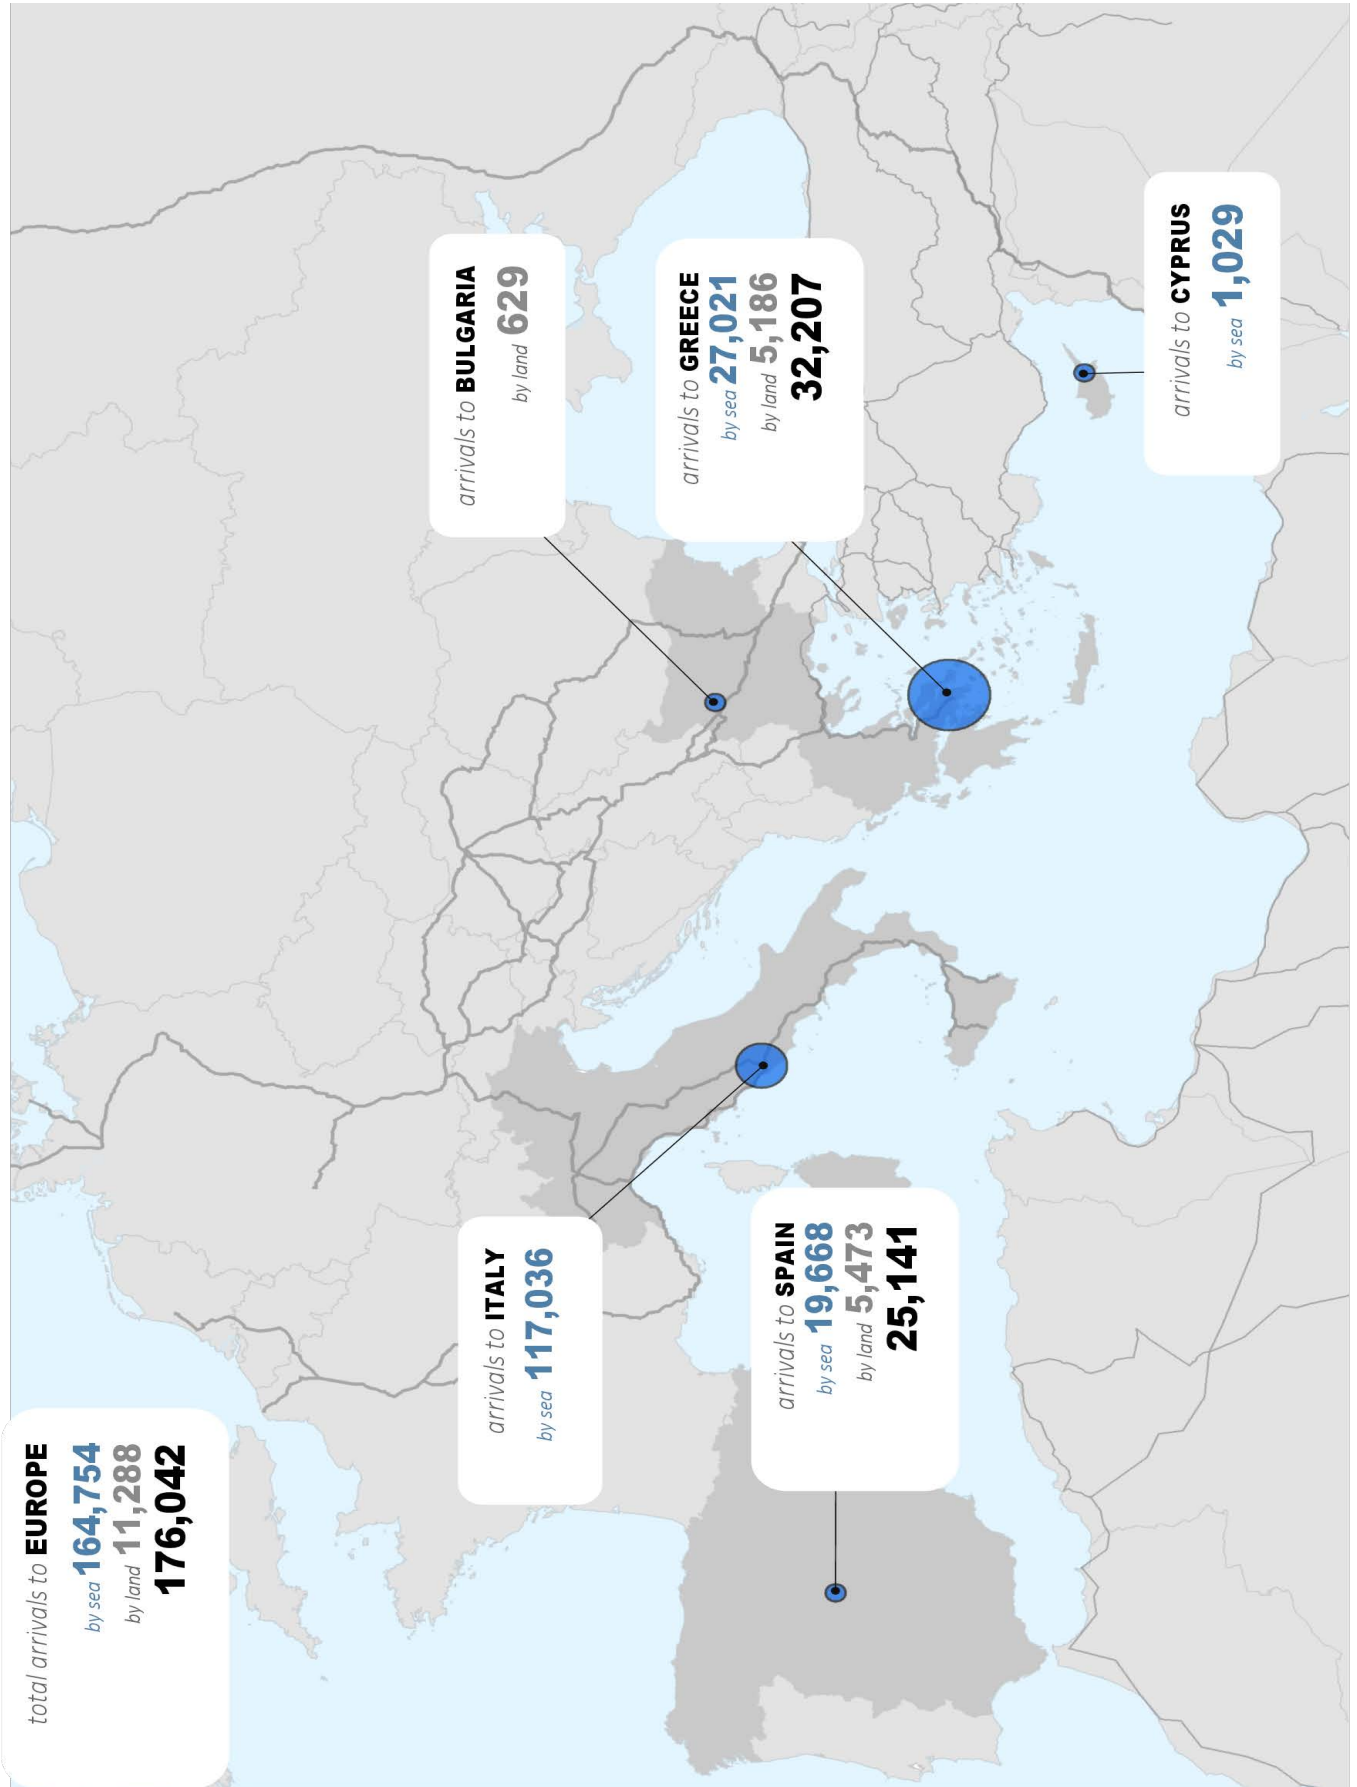 total arrivals to EUROPE
by sea 164,754
by land 11,288
176,042
arrivals to ITALY
by sea 117,036
arrivals to SPAIN
by sea 19,668
by land 5,473
25,141
arrivals to BULGARIA
by land 629
arrivals to GREECE
by sea 27,021
by land 5,186
32,207
arrivals to CYPRUS
by sea 1,029